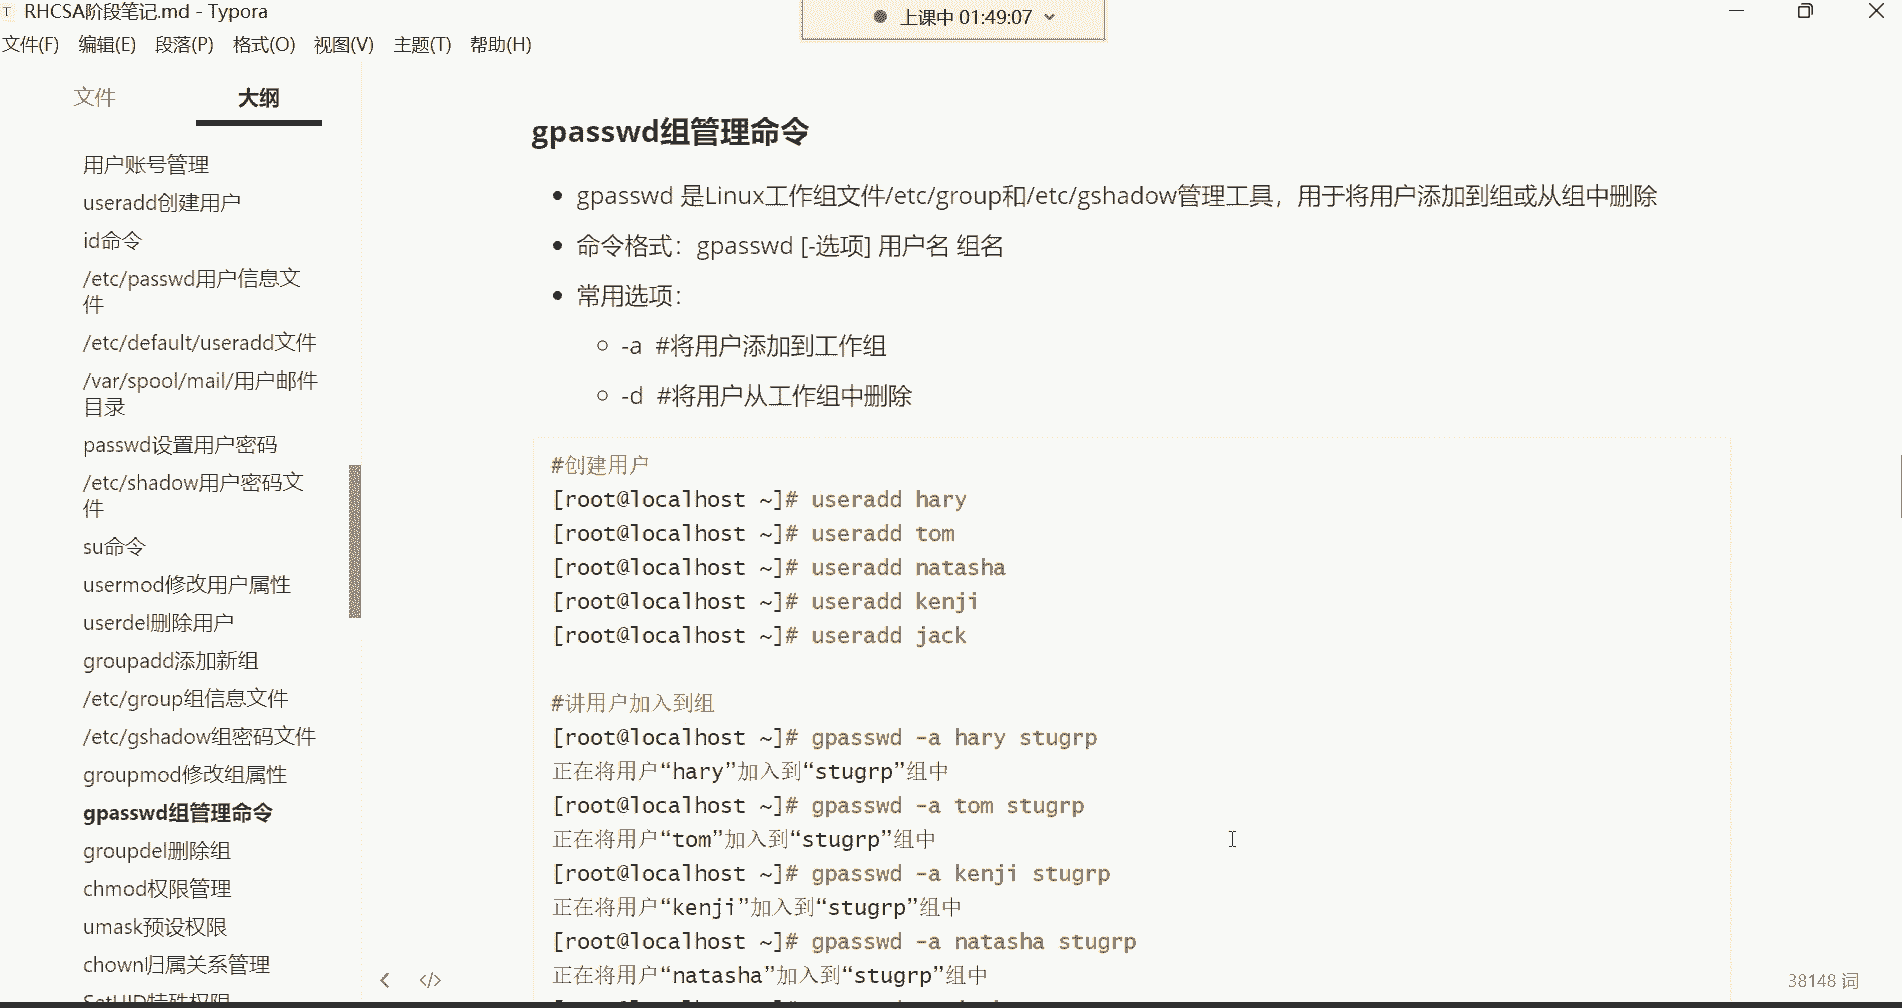 RHCSA阶段笔记.md - Typora
上课中 01:49:07
文件(F) 编辑(E) 段落(P) 格式(O) 视图(V) 主题(T) 帮助(H)
文件 大纲
用户账号管理
useradd创建用户
id命令
/etc/passwd用户信息文
件
/etc/default/useradd文件
/var/spool/mail/用户邮件
目录
passwd设置用户密码
/etc/shadow用户密码文
件
su命令
usermod修改用户属性
userdel删除用户
groupadd添加新组
/etc/group组信息文件
/etc/gshadow组密码文件
groupmod修改组属性
gpasswd组管理命令
groupdel删除组
chmod权限管理
umask预设权限
chown归属关系管理
SetUID特殊权限
gpasswd组管理命令
gpasswd 是Linux工作组文件/etc/group和/etc/gshadow管理工具，用于将用户添加到组或从组中删除
命令格式：gpasswd [-选项] 用户名 组名
常用选项：
-a #将用户添加到工作组
-d #将用户从工作组中删除
#创建用户
[root@localhost ~]# useradd hary
[root@localhost ~]# useradd tom
[root@localhost ~]# useradd natasha
[root@localhost ~]# useradd kenji
[root@localhost ~]# useradd jack
#讲用户加入到组
[root@localhost ~]# gpasswd -a hary stugrp
正在将用户“hary”加入到“stugrp”组中
[root@localhost ~]# gpasswd -a tom stugrp
正在将用户“tom”加入到“stugrp”组中
[root@localhost ~]# gpasswd -a kenji stugrp
正在将用户“kenji”加入到“stugrp”组中
[root@localhost ~]# gpasswd -a natasha stugrp
正在将用户“natasha”加入到“stugrp”组中
38148 词